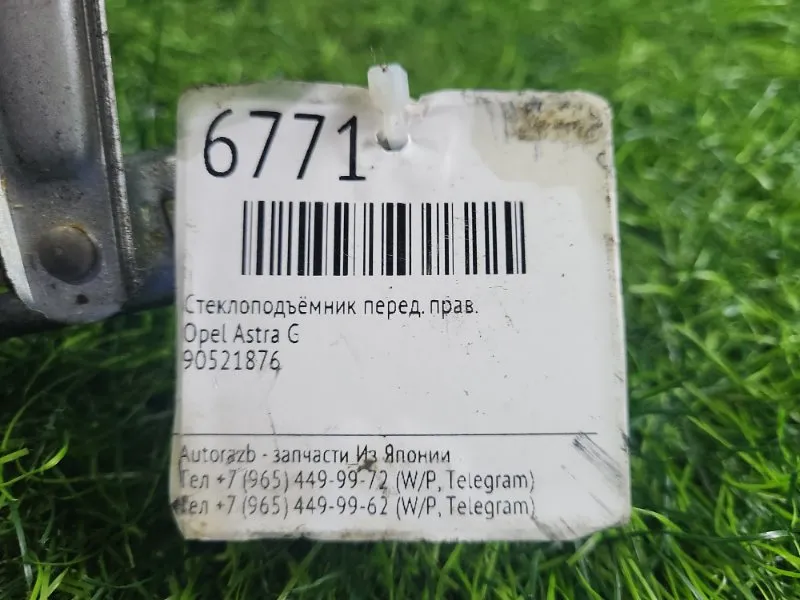 6771
Стеклоподъёмник перед. прав.
Opel Astra G
90521876
Autorazb - запчасти Из Японии
Тел +7 (965) 449-99-72 (W/P, Telegram)
Тел +7 (965) 449-99-62 (W/P, Telegram)